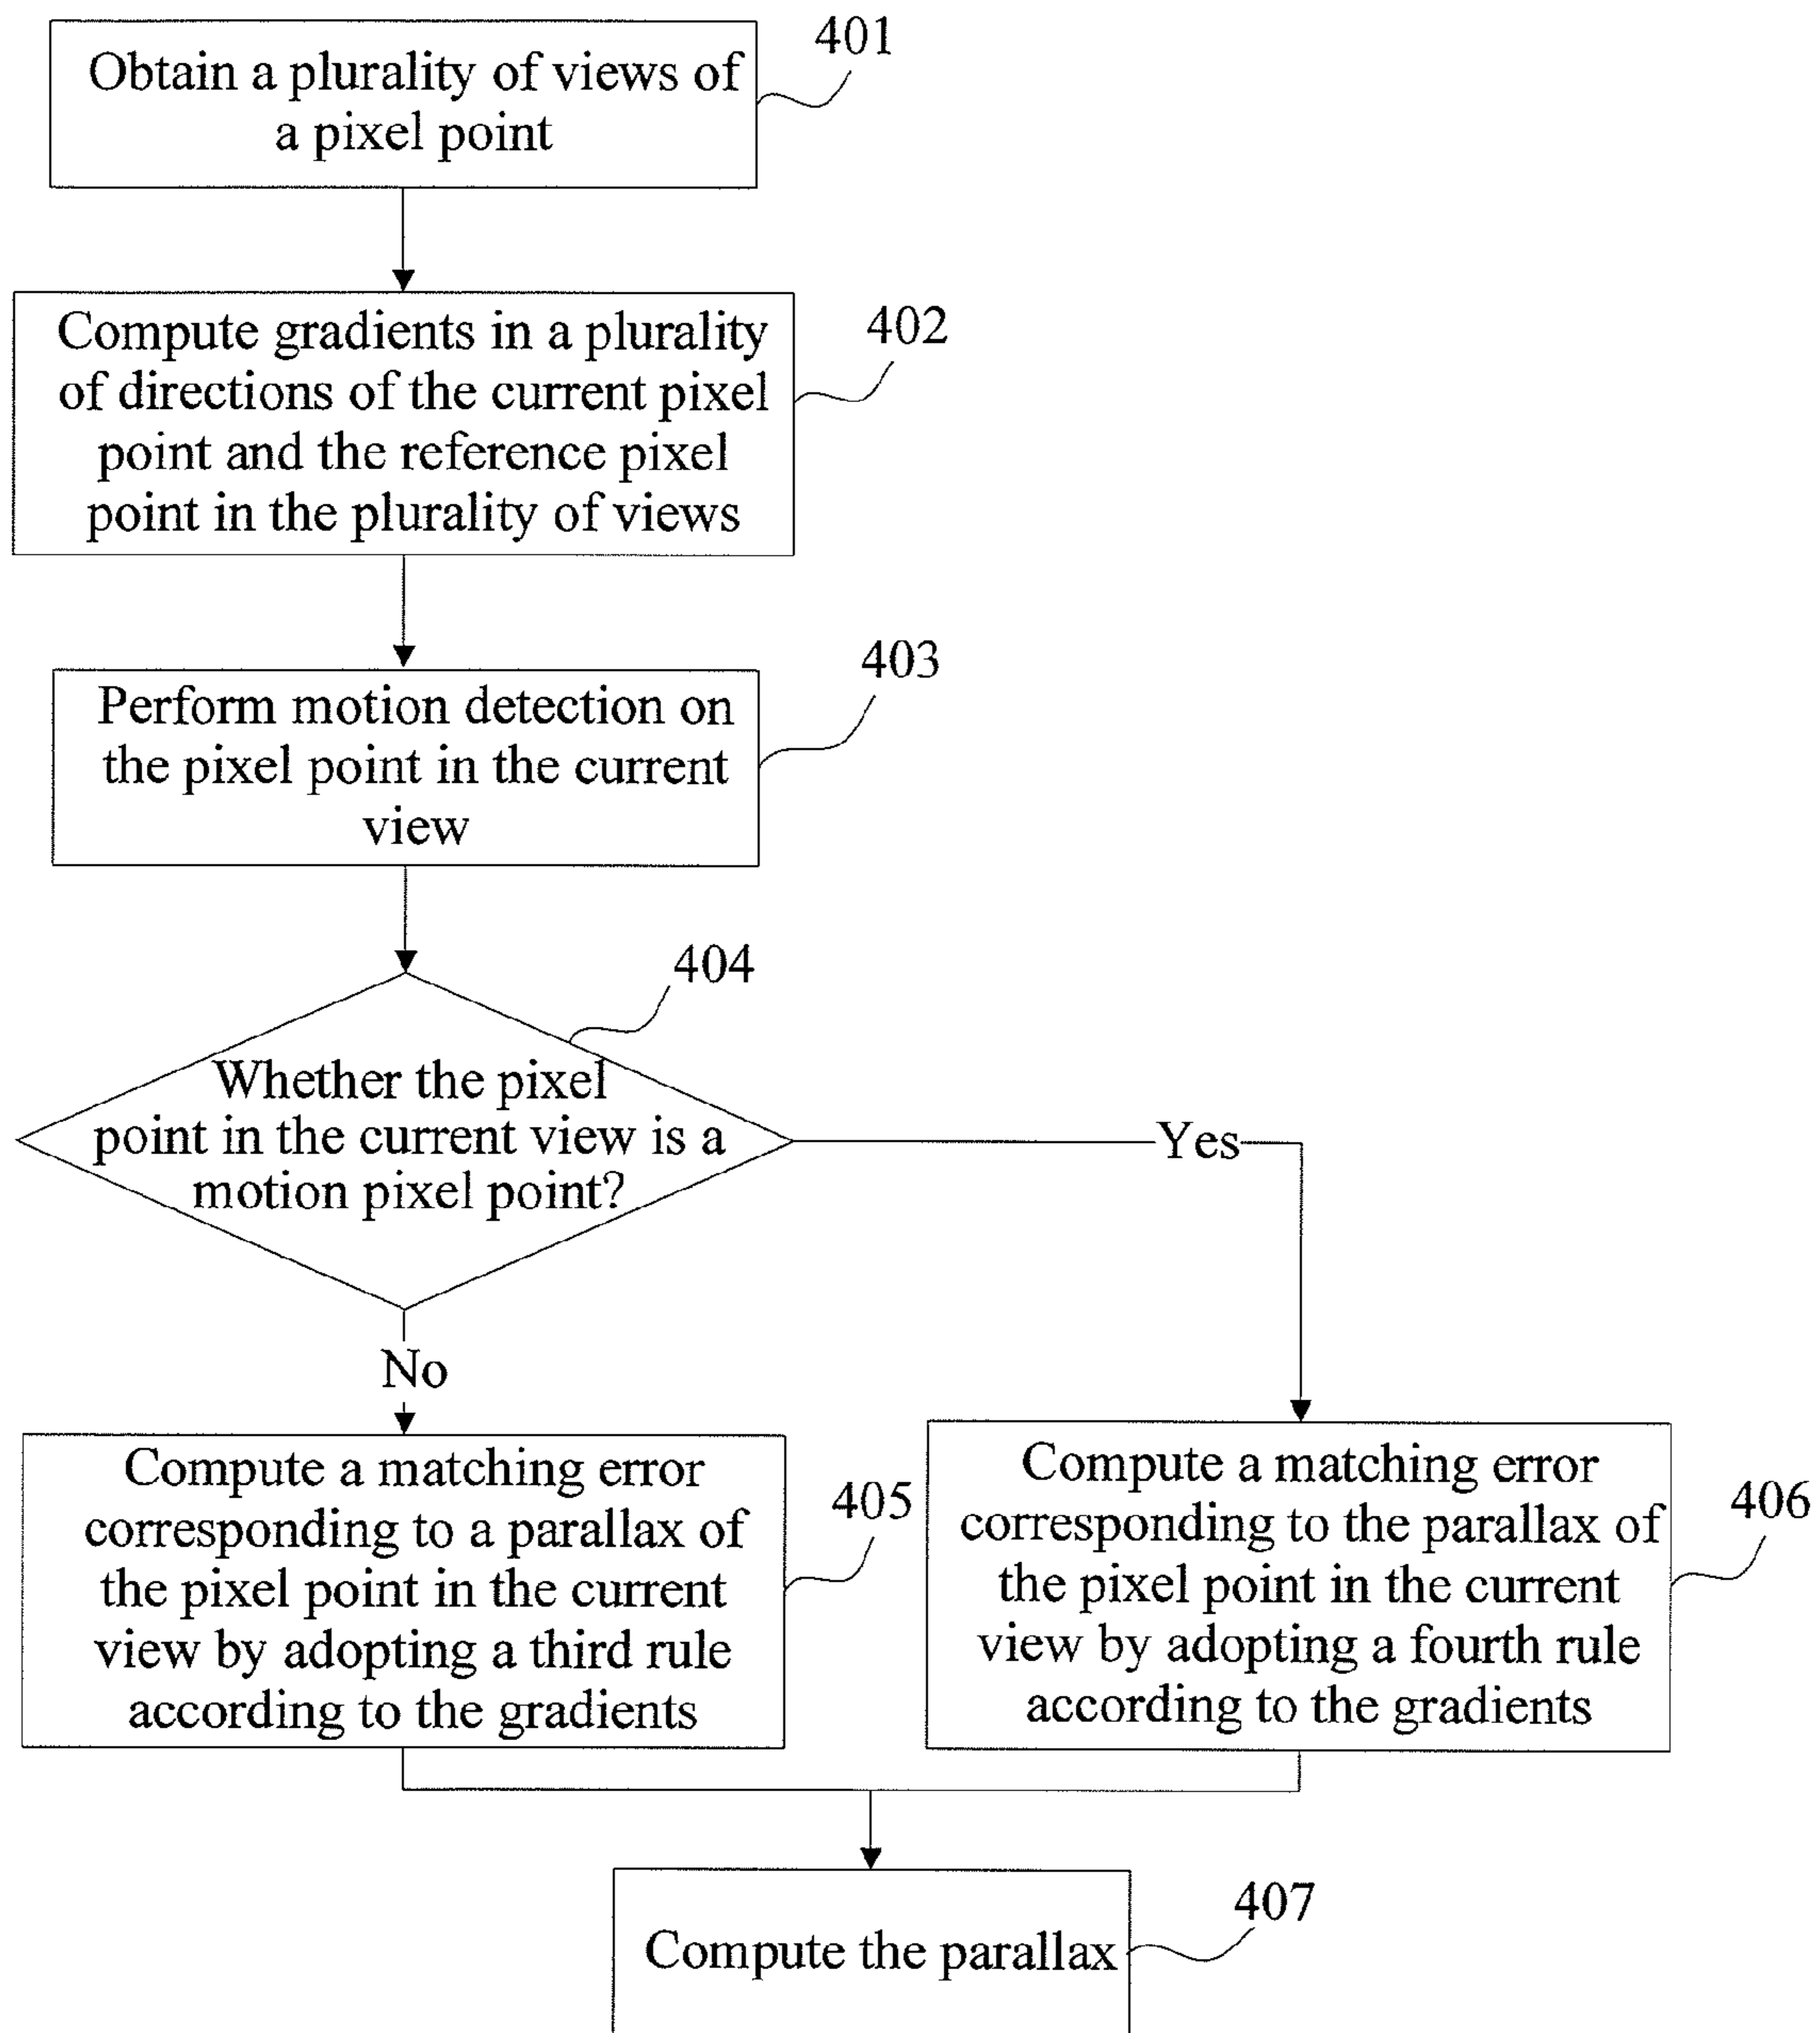 401
Obtain a plurality of views of
a pixel point
402
Compute gradients in a plurality
of directions of the current pixel
point and the reference pixel
point in the plurality of views
403
Perform motion detection on
the pixel point in the current
view
404
Whether the pixel
point in the current view is a
motion pixel point?
Yes
No
Compute a matching error
corresponding to a parallax of
the pixel point in the current
view by adopting a third rule
according to the gradients
405
Compute a matching error
corresponding to the parallax of
the pixel point in the current
view by adopting a fourth rule
according to the gradients
406
407
Compute the parallax